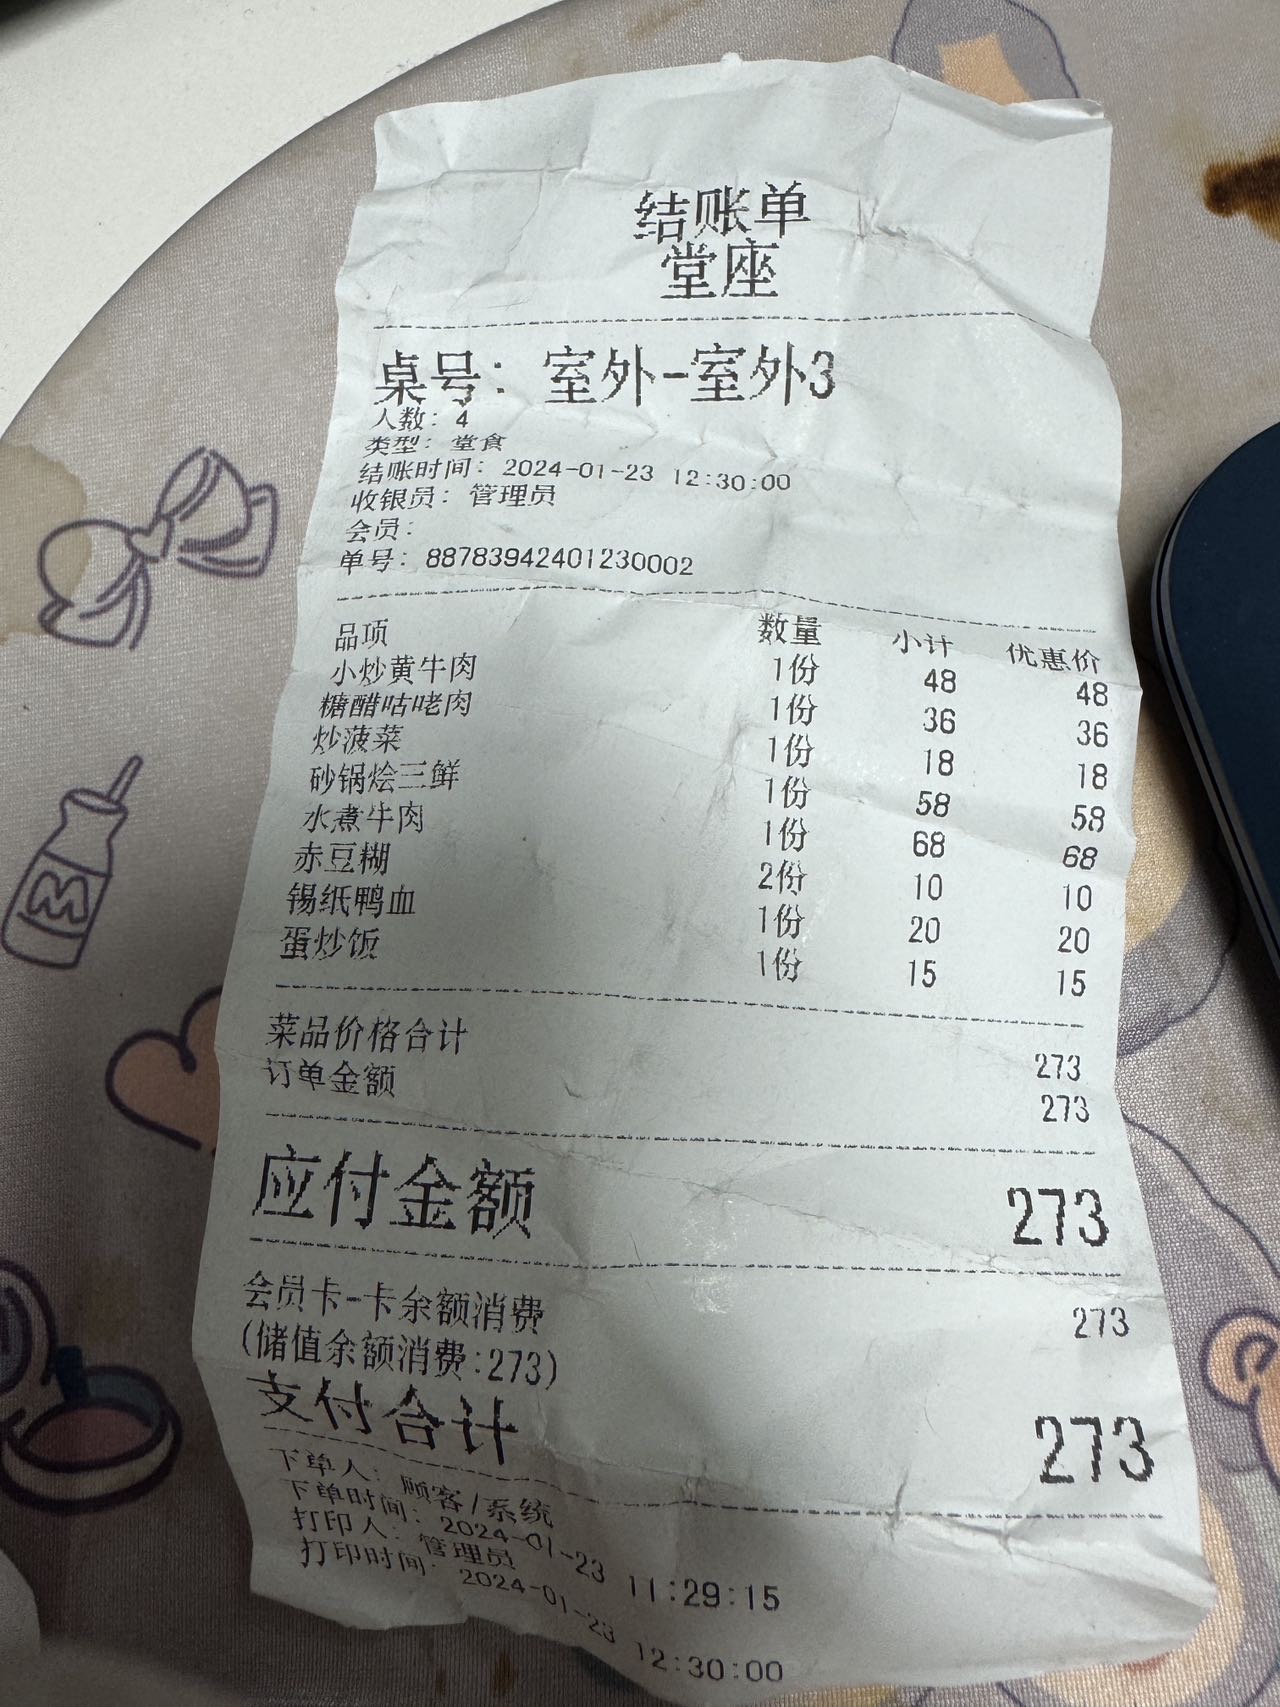 结账单
堂座
桌号: 室外-室外3
人数: 4
类型: 堂食
结账时间: 2024-01-23 12:30:00
收银员: 管理员
会员:
单号: 88783942401230002
品项 数量 小计 优惠价
小炒黄牛肉 1份 48 48
糖醋咕咾肉 1份 36 36
炒菠菜 1份 18 18
砂锅烩三鲜 1份 58 58
水煮牛肉 1份 68 68
赤豆糊 2份 10 10
锡纸鸭血 1份 20 20
蛋炒饭 1份 15 15
菜品价格合计 273
订单金额 273
应付金额 273
会员卡-卡余额消费 273
(储值余额消费:273)
支付合计 273
下单人: 顾客/系统
下单时间: 2024-01-23 11:29:15
打印人: 管理员
打印时间: 2024-01-23 12:30:00
M